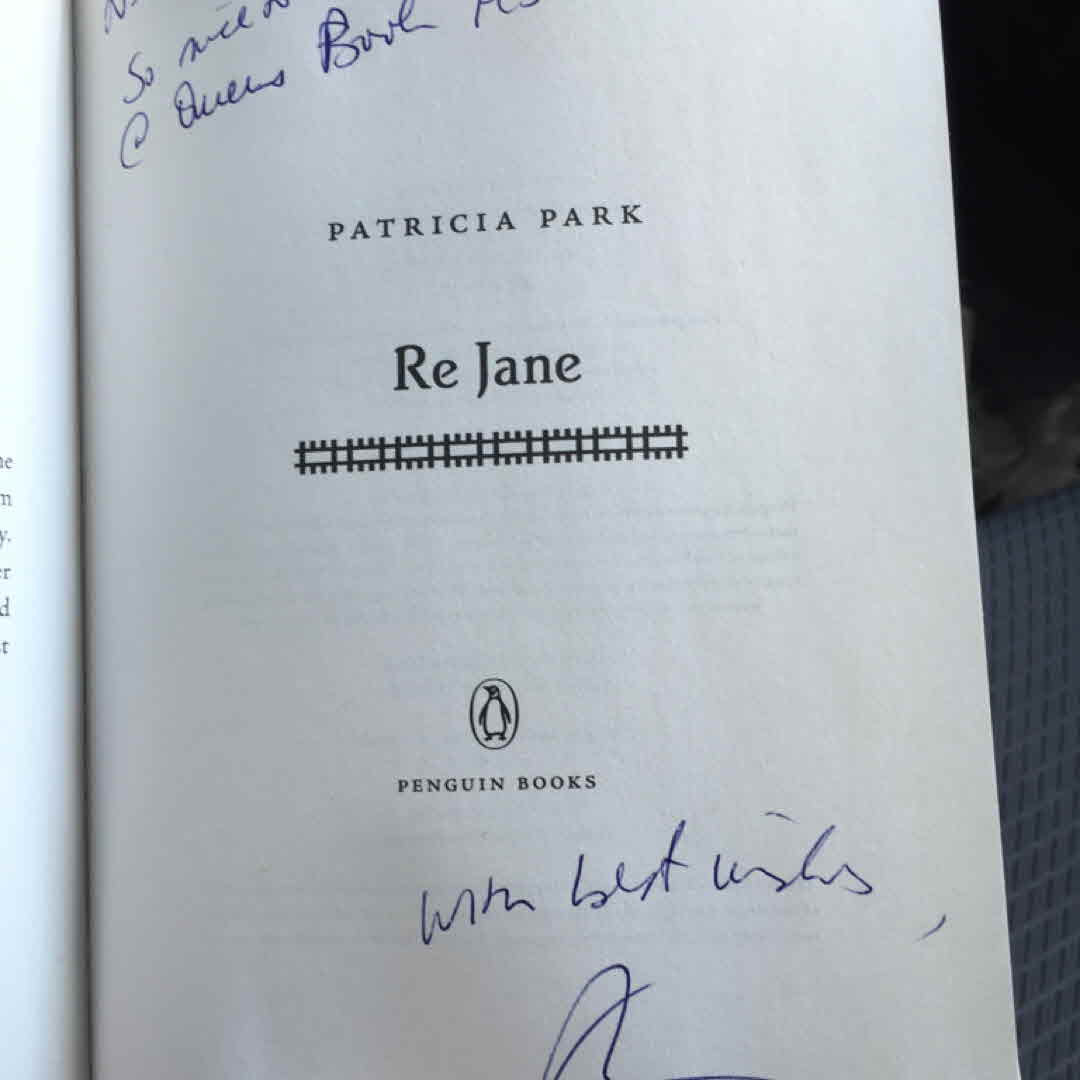 So nice
@ Queens Book
PATRICIA PARK
Re Jane
PENGUIN BOOKS
with best wishes,